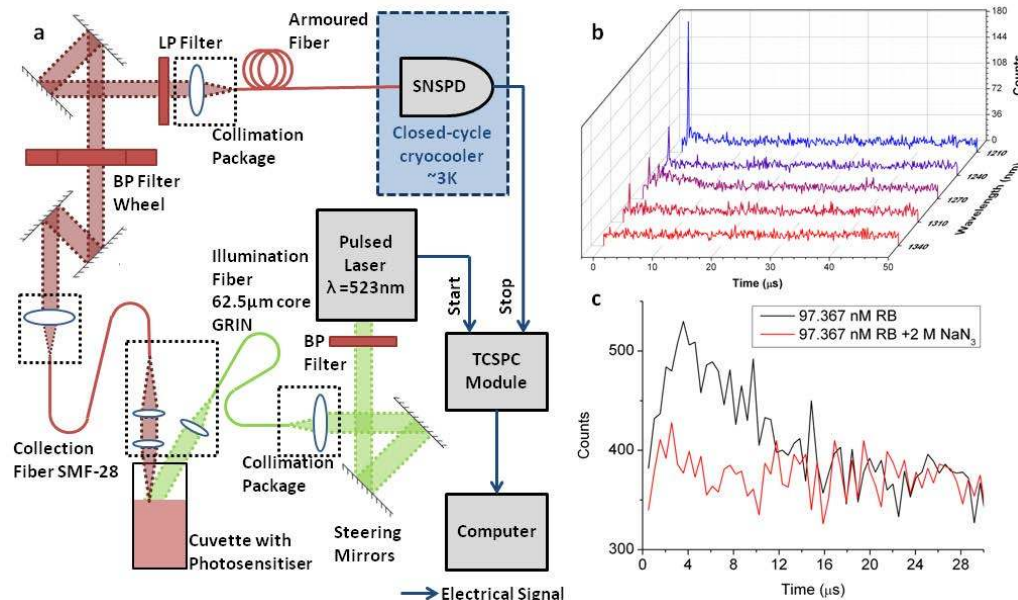 a
LP Filter
Armoured
Fiber
SNSPD
Closed-cycle
cryocooler
~3K
Collimation
Package
BP Filter
Wheel
Illumination
Fiber
62.5µm core
GRIN
Pulsed
Laser
λ =523nm
Start
Stop
BP
Filter
TCSPC
Module
Collection
Fiber SMF-28
Collimation
Package
Cuvette with
Photosensitiser
Steering
Mirrors
Computer
Electrical Signal
b
180
144
108
72
36
0
Counts
1210
1240
1270
1310
1340
Wavelength (nm)
0
10
20
30
40
50
Time (µs)
c
97.367 nM RB
97.367 nM RB +2 M NaN3
500
400
300
Counts
0
4
8
12
16
20
24
28
Time (µs)